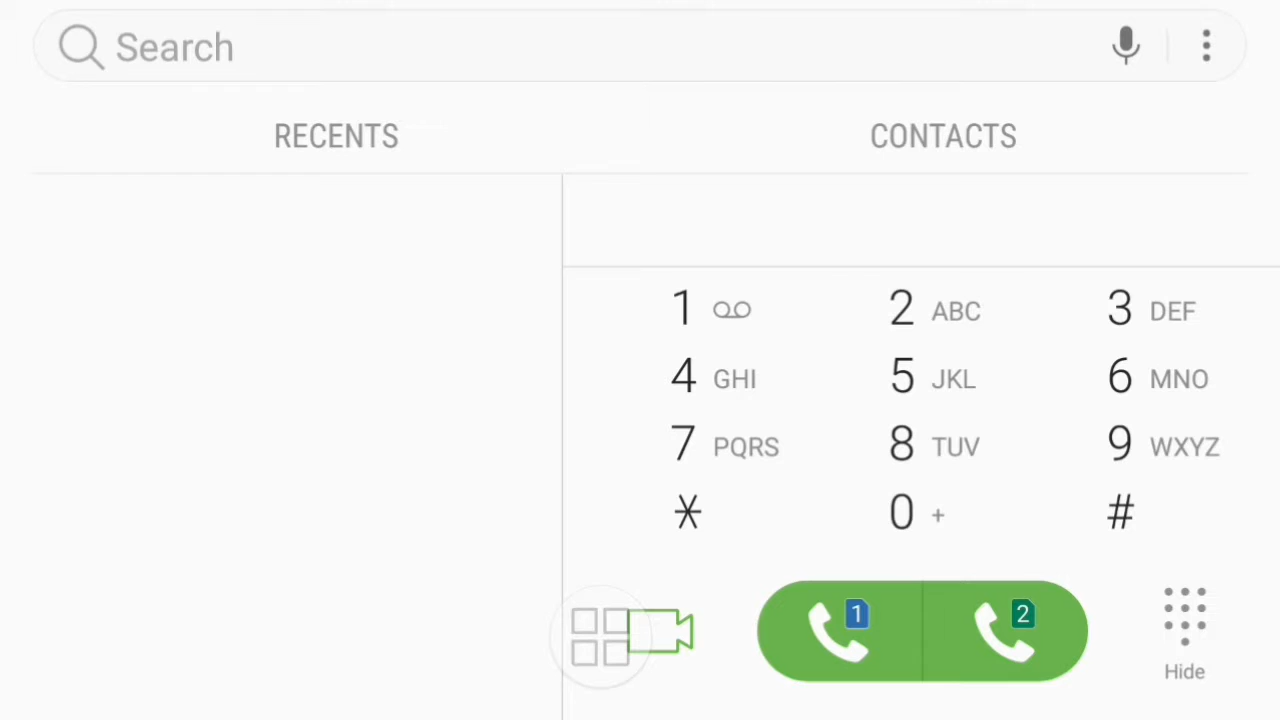 Search
RECENTS CONTACTS
1 2 ABC 3 DEF
4 GHI 5 JKL 6 MNO
7 PQRS 8 TUV 9 WXYZ
* 0 + #
1 2
Hide